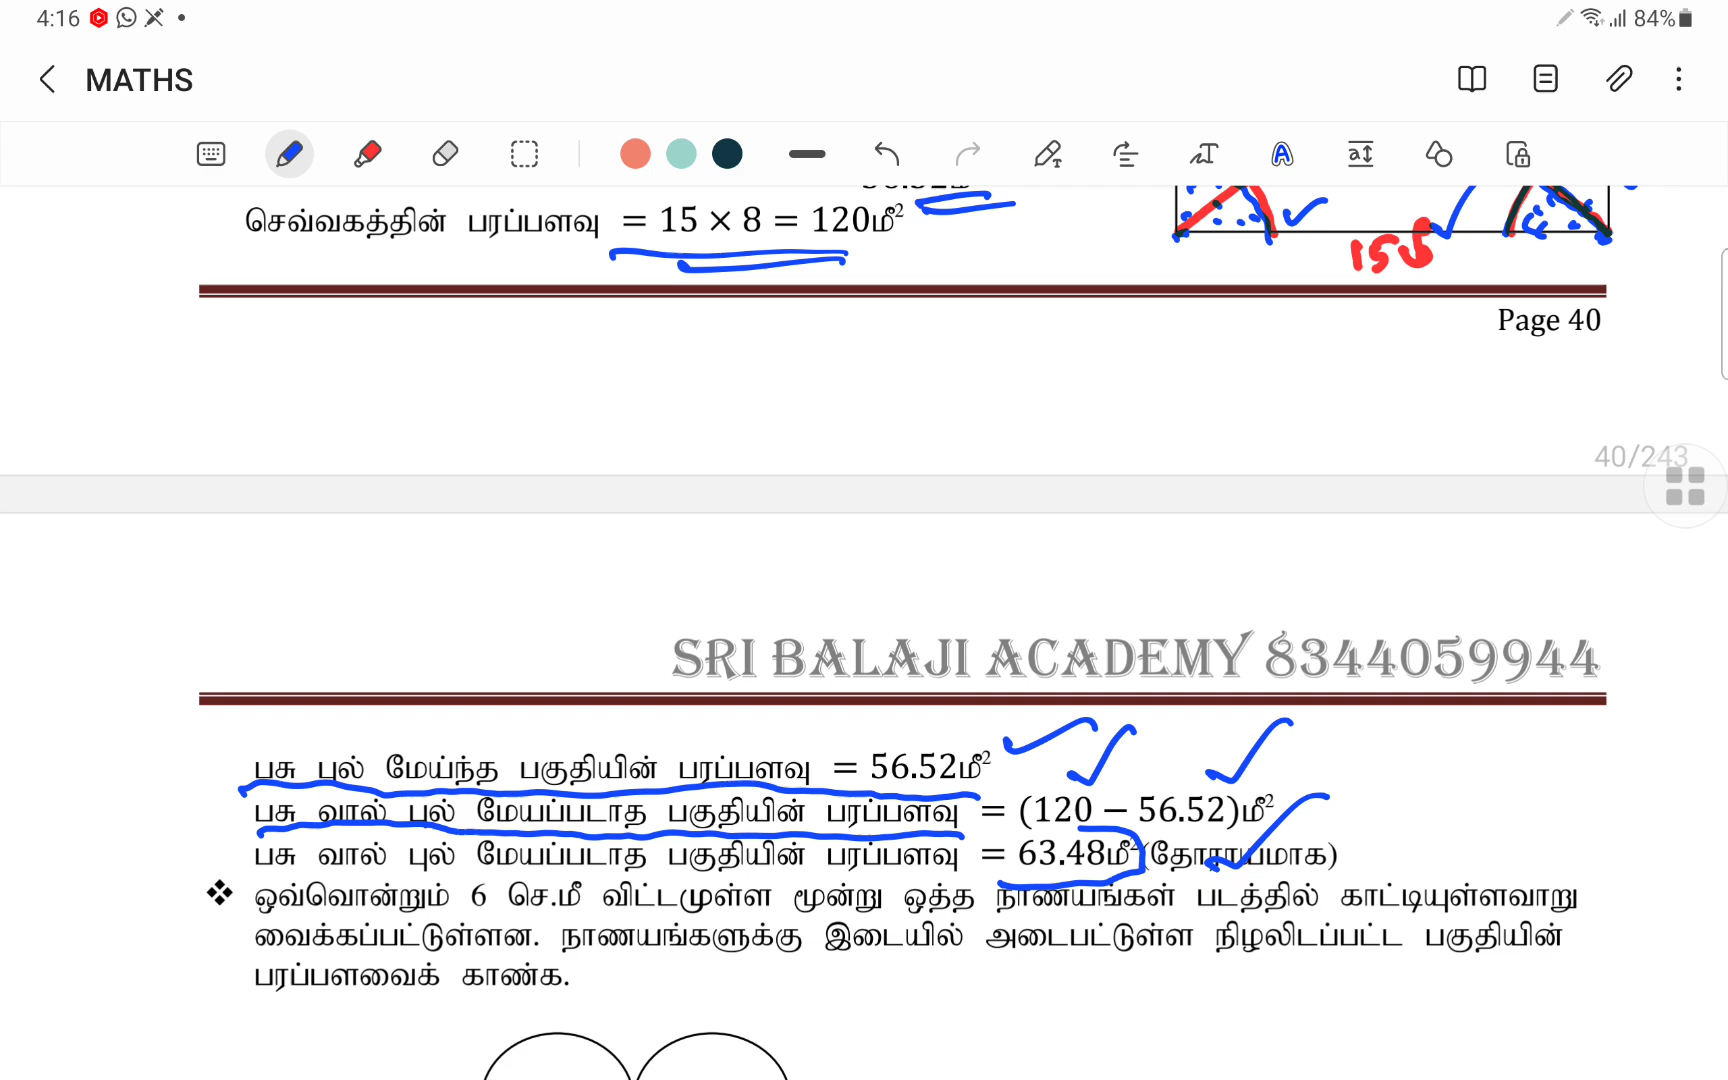 4:16
84%
MATHS
செவ்வகத்தின் பரப்பளவு = 15 × 8 = 120மீ²
15மீ
Page 40
40/243
SRI BALAJI ACADEMY 8344059944
பசு புல் மேய்ந்த பகுதியின் பரப்பளவு = 56.52மீ²
பசு வால் புல் மேயப்படாத பகுதியின் பரப்பளவு = (120 − 56.52)மீ²
பசு வால் புல் மேயப்படாத பகுதியின் பரப்பளவு = 63.48மீ²(தோராயமாக)
❖ ஒவ்வொன்றும் 6 செ.மீ விட்டமுள்ள மூன்று ஒத்த நாணயங்கள் படத்தில் காட்டியுள்ளவாறு
வைக்கப்பட்டுள்ளன. நாணயங்களுக்கு இடையில் அடைபட்டுள்ள நிழலிடப்பட்ட பகுதியின்
பரப்பளவைக் காண்க.